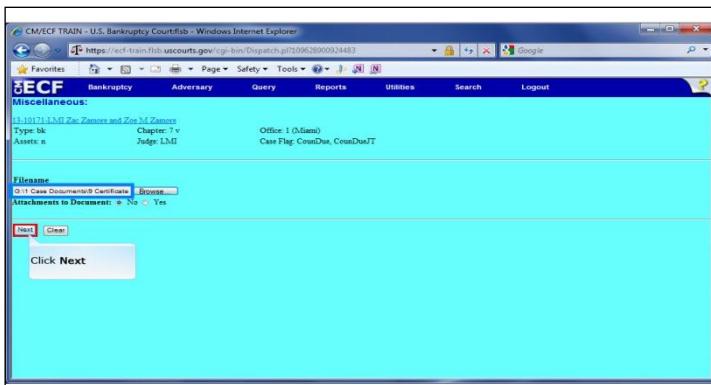 CM/ECF TRAIN - U.S. Bankruptcy Court:flsb - Windows Internet Explorer
https://ecf-train.flsb.uscourts.gov/cgi-bin/Dispatch.pl?109628900924483
Google
Favorites Page Safety Tools
ECF Bankruptcy Adversary Query Reports Utilities Search Logout ?
Miscellaneous:
13-10171-LMI Zac Zamore and Zoe M Zamore
Type: bk Chapter: 7 v Office: 1 (Miami)
Assets: n Judge: LMI Case Flag: CounDue, CounDueJT
Filename
G:\1 Case Documents\9 Certificate Browse...
Attachments to Document: No Yes
Next Clear
Click Next